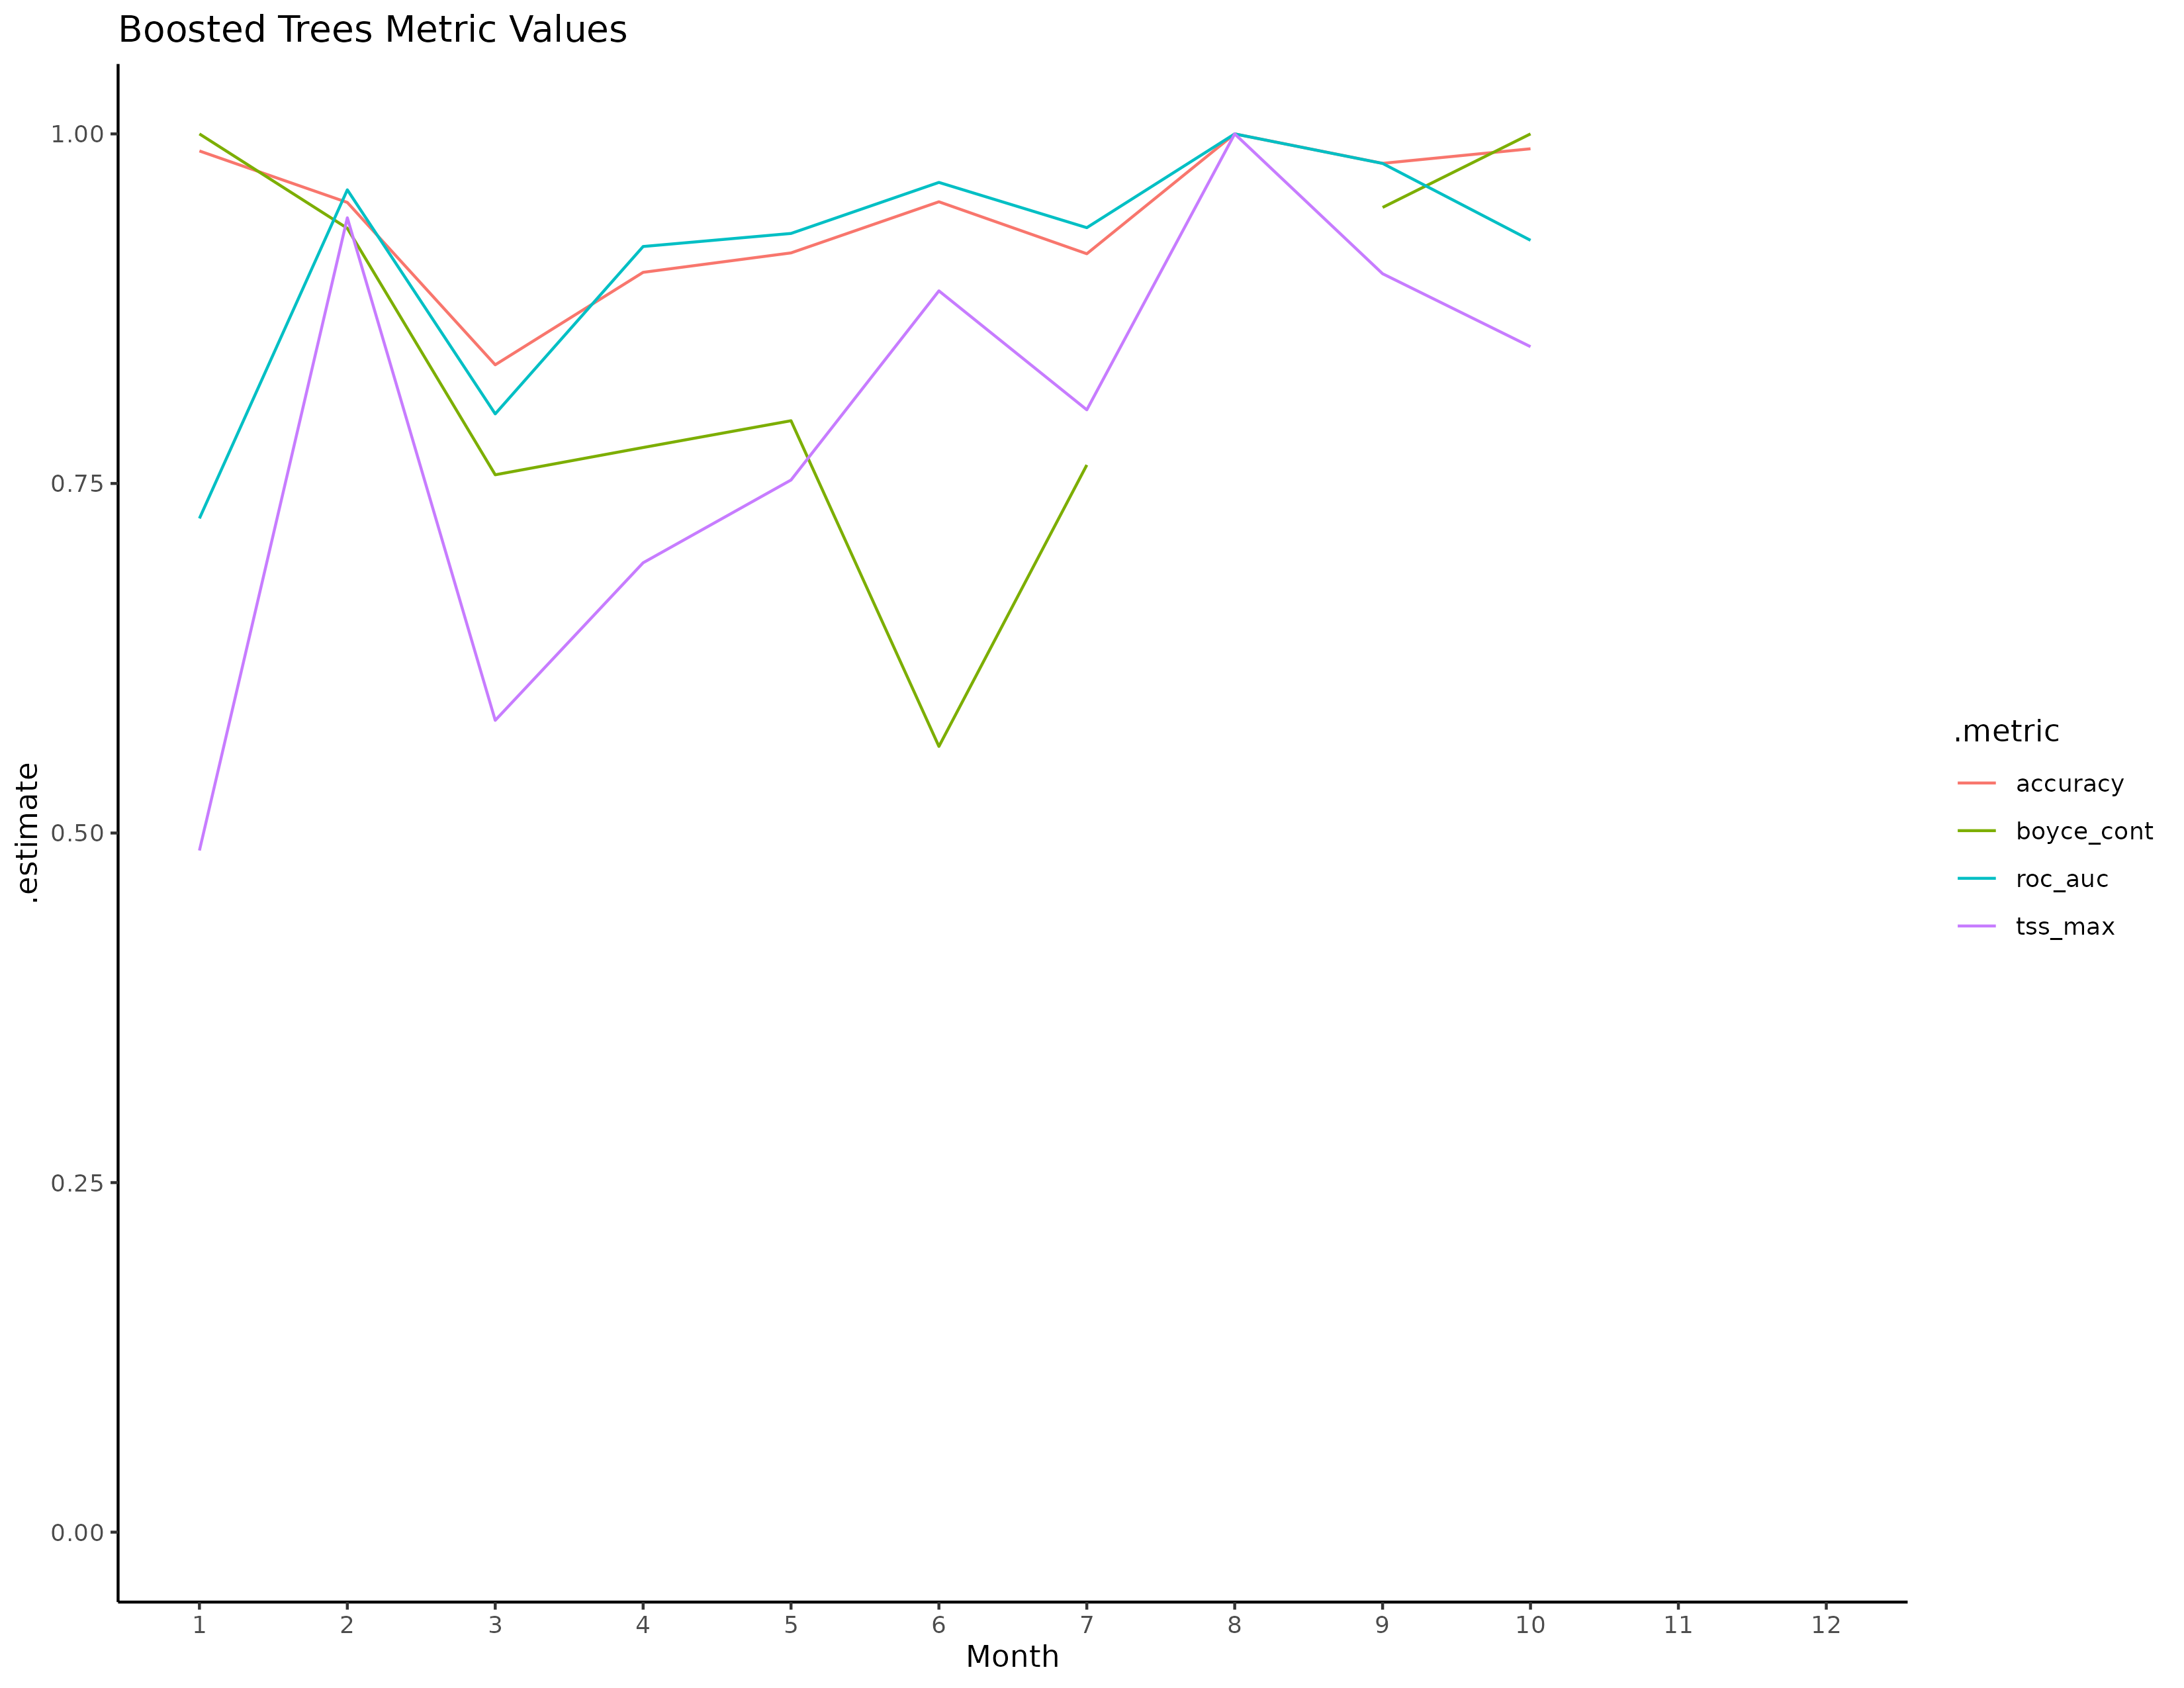 Boosted Trees Metric Values
1.00
0.75
0.50
0.25
0.00
.estimate
1 2 3 4 5 6 7 8 9 10 11 12
Month
.metric
accuracy
boyce_cont
roc_auc
tss_max